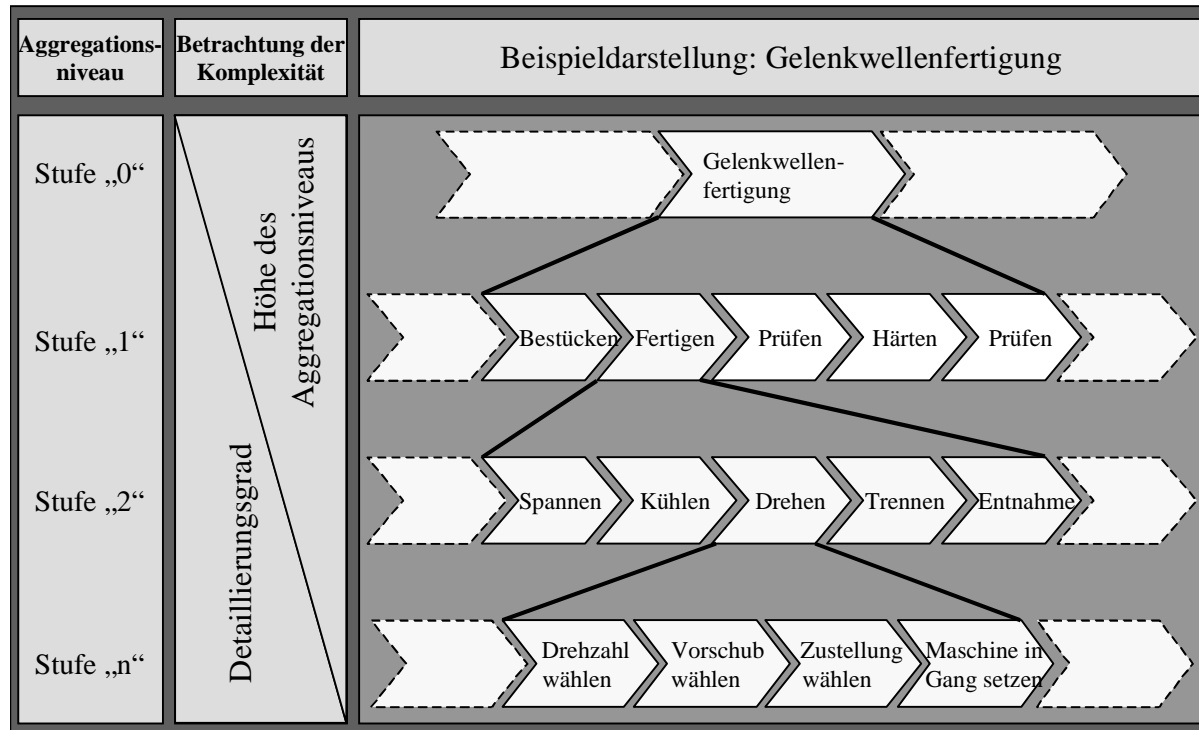 Aggregations-
niveau
Betrachtung der
Komplexität
Beispieldarstellung: Gelenkwellenfertigung
Stufe „0“
Gelenkwellen-
fertigung
Höhe des
Aggregationsniveaus
Stufe „1“
Bestücken
Fertigen
Prüfen
Härten
Prüfen
Stufe „2“
Spannen
Kühlen
Drehen
Trennen
Entnahme
Detaillierungsgrad
Stufe „n“
Drehzahl
wählen
Vorschub
wählen
Zustellung
wählen
Maschine in
Gang setzen